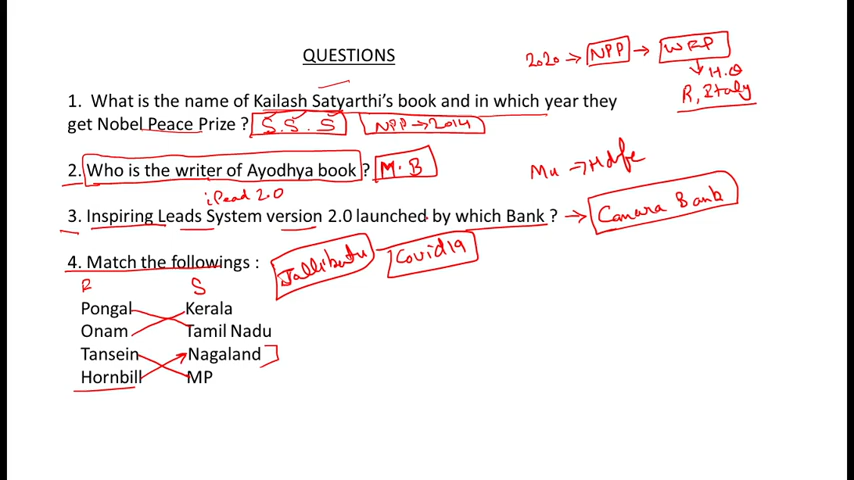 QUESTIONS
2020 → NPP → WFP
↓ H.Q
R, Italy
1. What is the name of Kailash Satyarthi's book and in which year they
get Nobel Peace Prize ? S. S. S NPP → 2014
2. Who is the writer of Ayodhya book ? M. B
Mu → Hdfc
iLead 2.0
3. Inspiring Leads System version 2.0 launched by which Bank ? → Canara Bank
4. Match the followings : Jallikatu Covid19
F S
Pongal Kerala
Onam Tamil Nadu
Tansein Nagaland
Hornbill MP